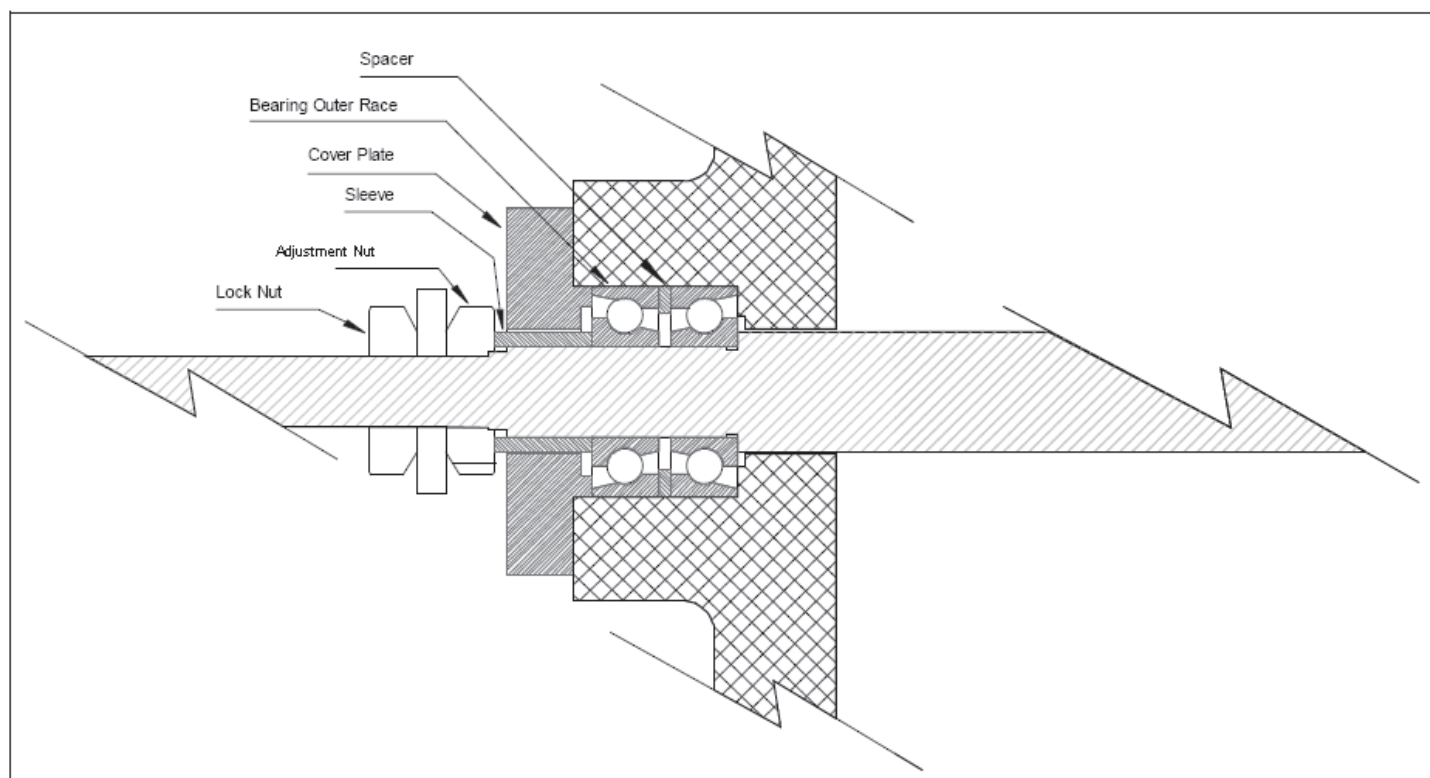 Spacer
Bearing Outer Race
Cover Plate
Sleeve
Adjustment Nut
Lock Nut